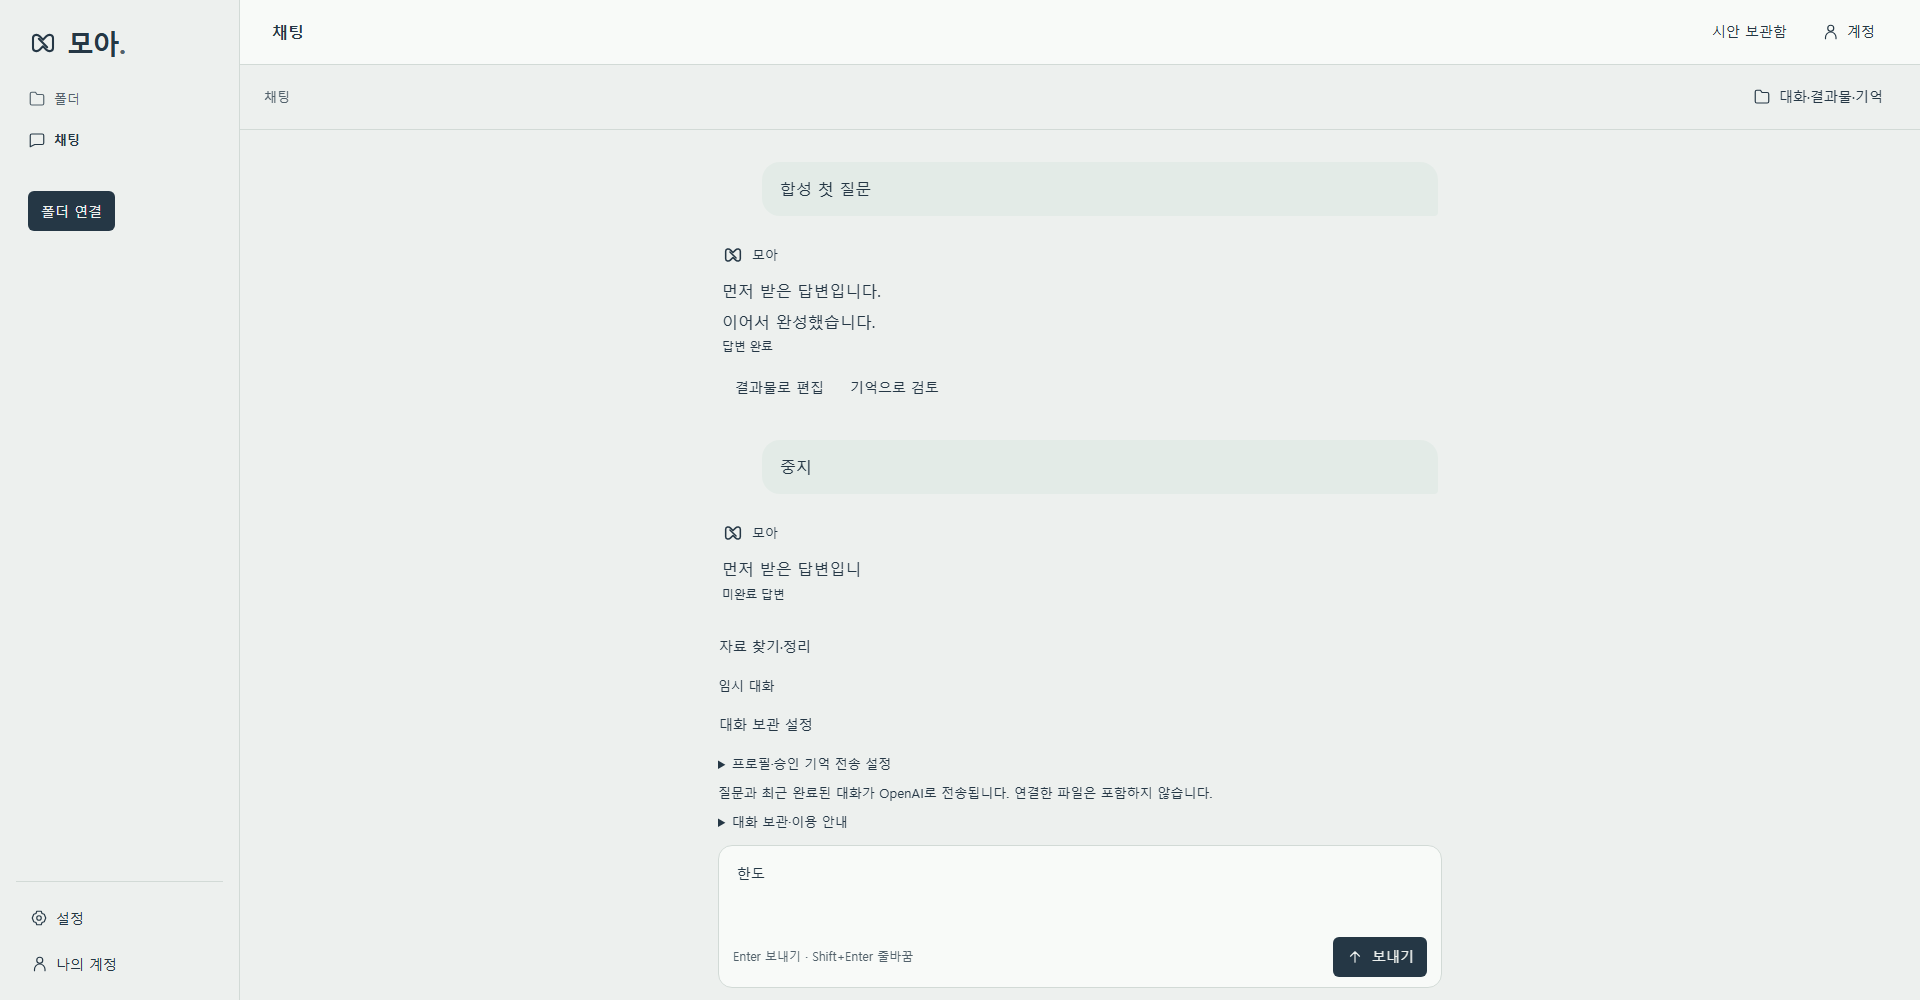 모아.
폴더
채팅
폴더 연결
설정
나의 계정
채팅
시안 보관함
계정
채팅
대화·결과물·기억
합성 첫 질문
모아
먼저 받은 답변입니다.
이어서 완성했습니다.
답변 완료
결과물로 편집
기억으로 검토
중지
모아
먼저 받은 답변입니
미완료 답변
자료 찾기·정리
임시 대화
대화 보관 설정
▶ 프로필·승인 기억 전송 설정
질문과 최근 완료된 대화가 OpenAI로 전송됩니다. 연결한 파일은 포함하지 않습니다.
▶ 대화 보관·이용 안내
한도
Enter 보내기 · Shift+Enter 줄바꿈
보내기